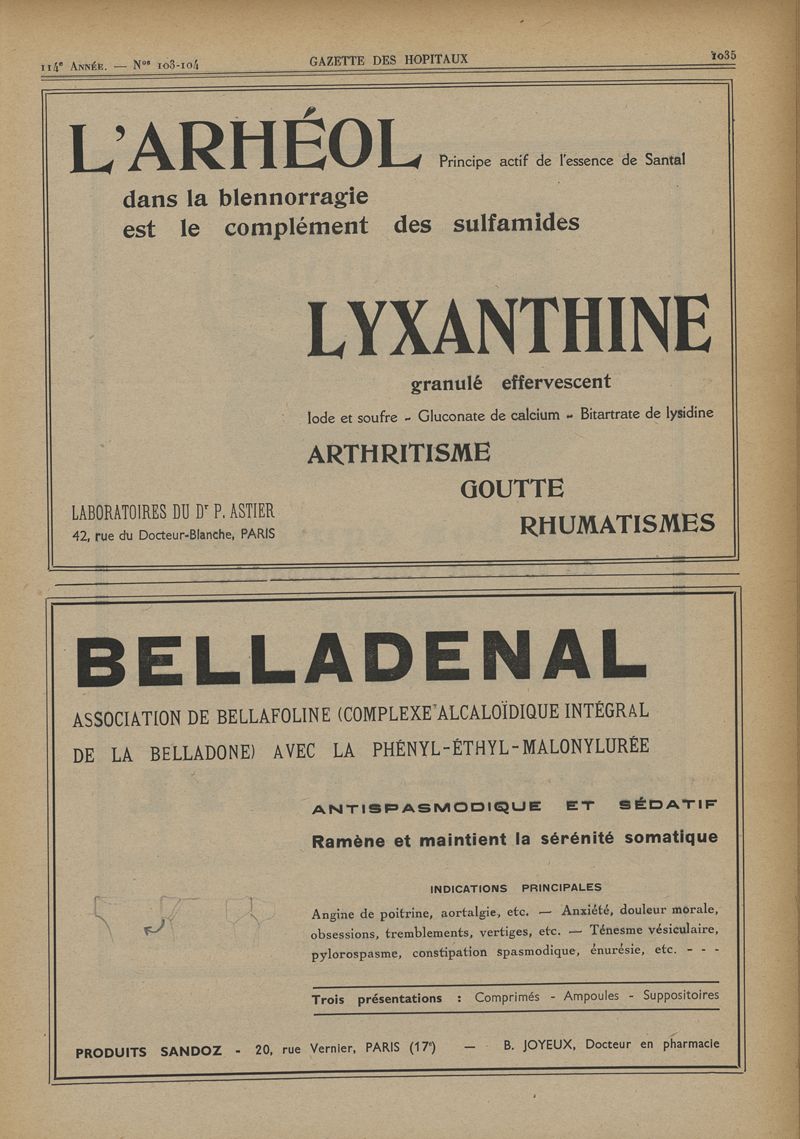 114e ANNÉE. — Nos 103-104
GAZETTE DES HOPITAUX
1035
L'ARHÉOL Principe actif de l'essence de Santal
dans la blennorragie
est le complément des sulfamides
LYXANTHINE
granulé effervescent
Iode et soufre - Gluconate de calcium - Bitartrate de lysidine
ARTHRITISME
GOUTTE
RHUMATISMES
LABORATOIRES DU Dr P. ASTIER
42, rue du Docteur-Blanche, PARIS
BELLADENAL
ASSOCIATION DE BELLAFOLINE (COMPLEXE ALCALOÏDIQUE INTÉGRAL
DE LA BELLADONE) AVEC LA PHÉNYL-ÉTHYL-MALONYLURÉE
ANTISPASMODIQUE ET SÉDATIF
Ramène et maintient la sérénité somatique
INDICATIONS PRINCIPALES
Angine de poitrine, aortalgie, etc. — Anxiété, douleur morale,
obsessions, tremblements, vertiges, etc. — Ténesme vésiculaire,
pylorospasme, constipation spasmodique, énurésie, etc. - - -
Trois présentations : Comprimés - Ampoules - Suppositoires
PRODUITS SANDOZ - 20, rue Vernier, PARIS (17e) — B. JOYEUX, Docteur en pharmacie